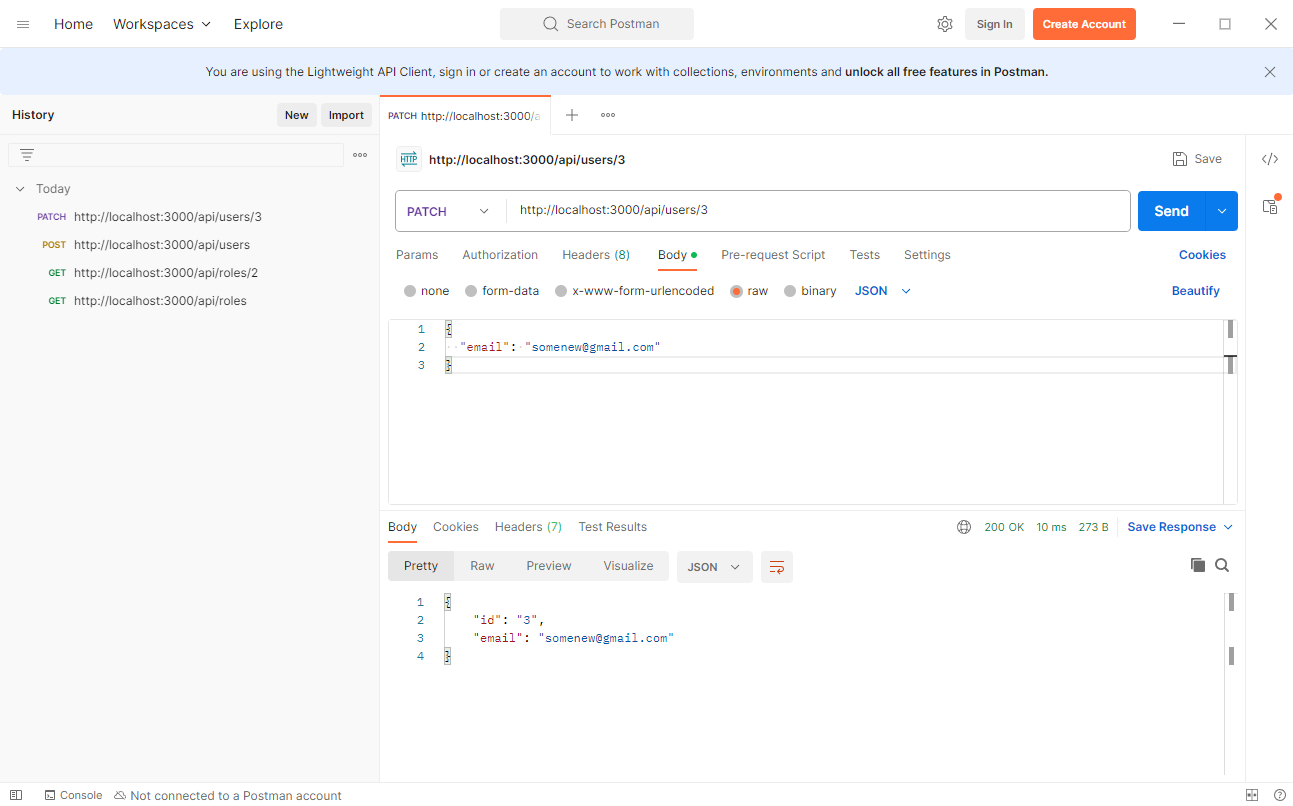 Home Workspaces Explore Search Postman Sign In Create Account
You are using the Lightweight API Client, sign in or create an account to work with collections, environments and unlock all free features in Postman.
History New Import
Today
PATCH http://localhost:3000/api/users/3
POST http://localhost:3000/api/users
GET http://localhost:3000/api/roles/2
GET http://localhost:3000/api/roles
PATCH http://localhost:3000/a
HTTP http://localhost:3000/api/users/3 Save </>
PATCH http://localhost:3000/api/users/3 Send
Params Authorization Headers (8) Body Pre-request Script Tests Settings Cookies
none form-data x-www-form-urlencoded raw binary JSON Beautify
1 {
2 "email": "somenew@gmail.com"
3 }
Body Cookies Headers (7) Test Results 200 OK 10 ms 273 B Save Response
Pretty Raw Preview Visualize JSON
1 {
2 "id": "3",
3 "email": "somenew@gmail.com"
4 }
Console Not connected to a Postman account